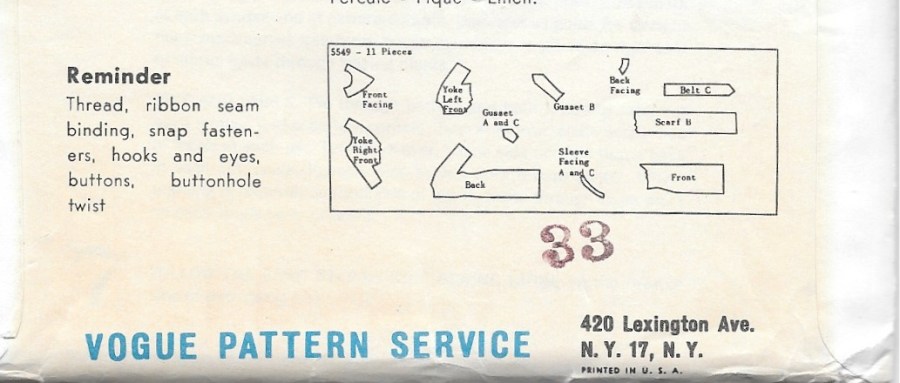 Percale - Pique - Linen.
Reminder
Thread, ribbon seam
binding, snap fasten-
ers, hooks and eyes,
buttons, buttonhole
twist
5549 - 11 Pieces
Front
Facing
Yoke
Left
Front
Gusset
A and C
Gusset B
Back
Facing
Belt C
Scarf B
Yoke
Right
Front
Back
Sleeve
Facing
A and C
Front
33
VOGUE PATTERN SERVICE
420 Lexington Ave.
N. Y. 17, N. Y.
PRINTED IN U. S. A.